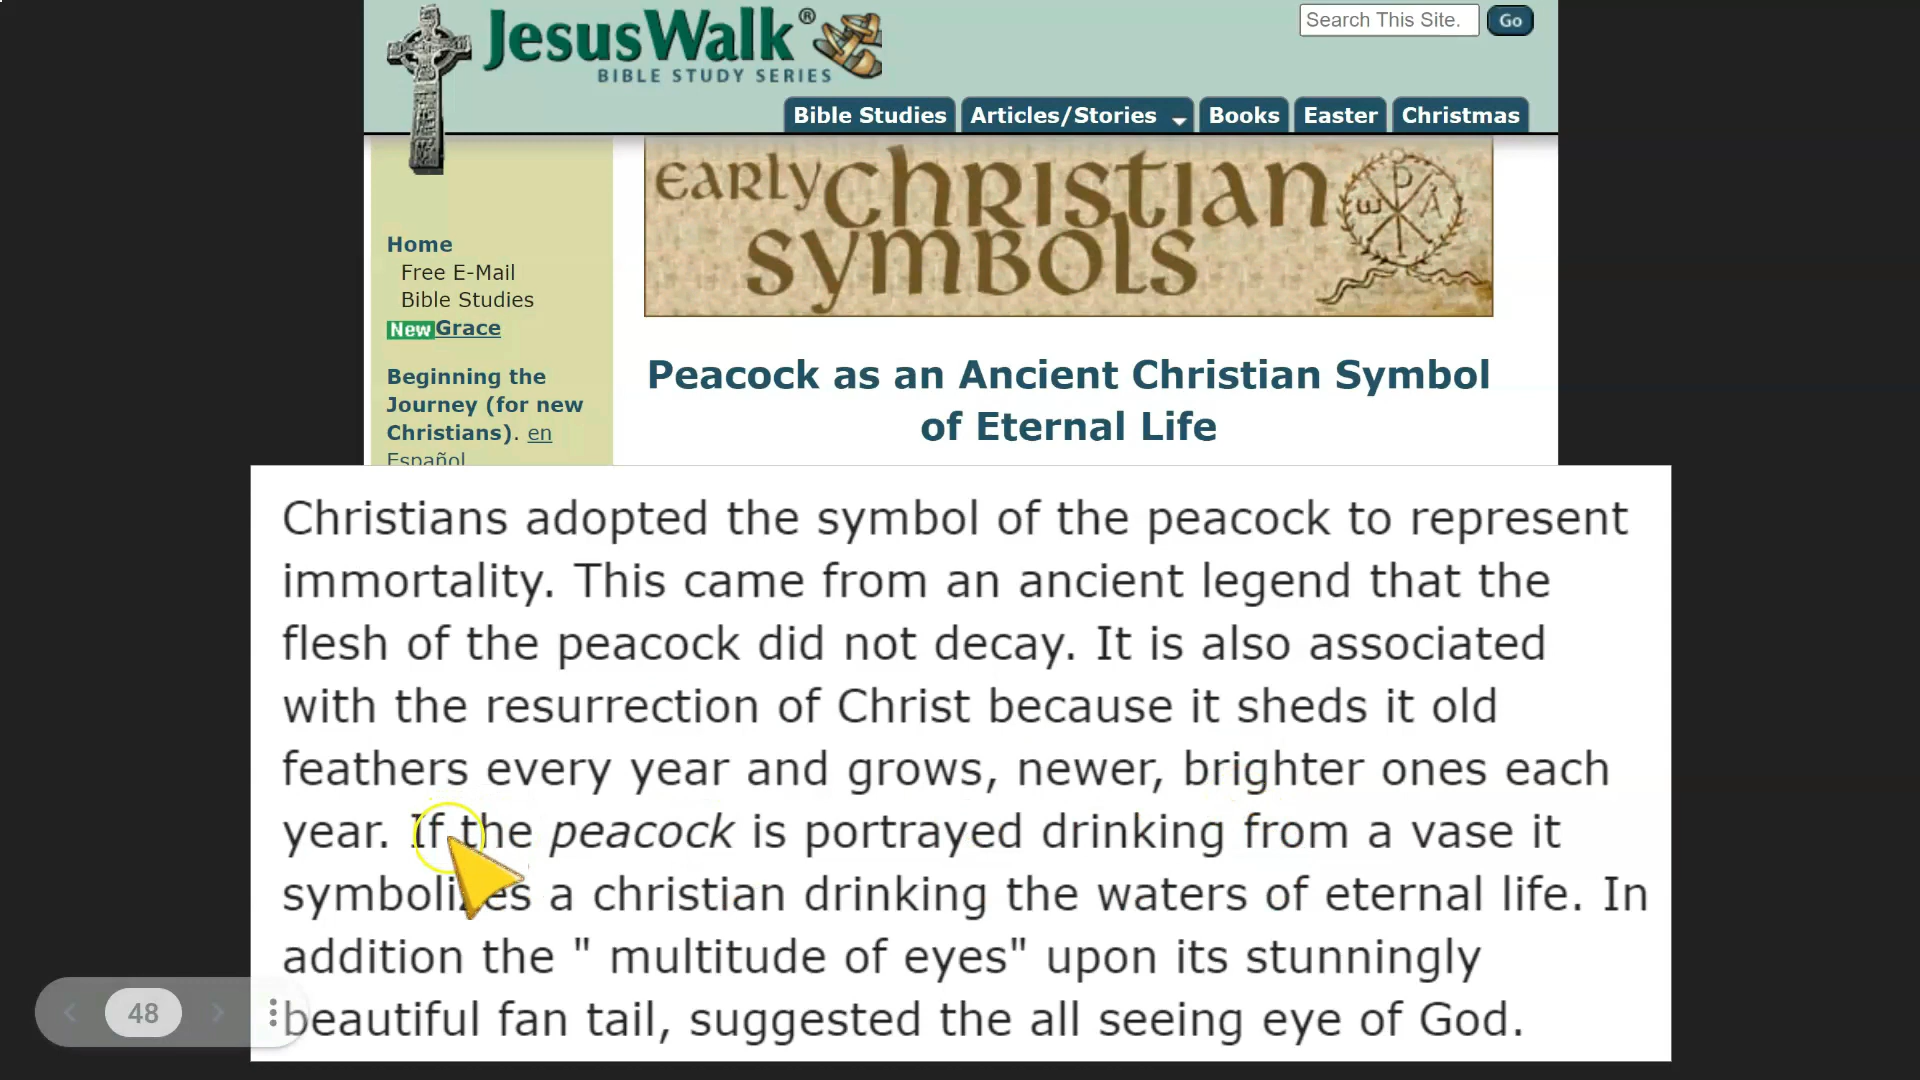 JesusWalk®
BIBLE STUDY SERIES
Search This Site.
Go
Bible Studies
Articles/Stories
Books
Easter
Christmas
EARLY CHRISTIAN
SYMBOLS
Home
Free E-Mail
Bible Studies
New Grace
Beginning the
Journey (for new
Christians). en
Español
Peacock as an Ancient Christian Symbol
of Eternal Life
Christians adopted the symbol of the peacock to represent
immortality. This came from an ancient legend that the
flesh of the peacock did not decay. It is also associated
with the resurrection of Christ because it sheds it old
feathers every year and grows, newer, brighter ones each
year. If the peacock is portrayed drinking from a vase it
symbolizes a christian drinking the waters of eternal life. In
addition the " multitude of eyes" upon its stunningly
beautiful fan tail, suggested the all seeing eye of God.
48